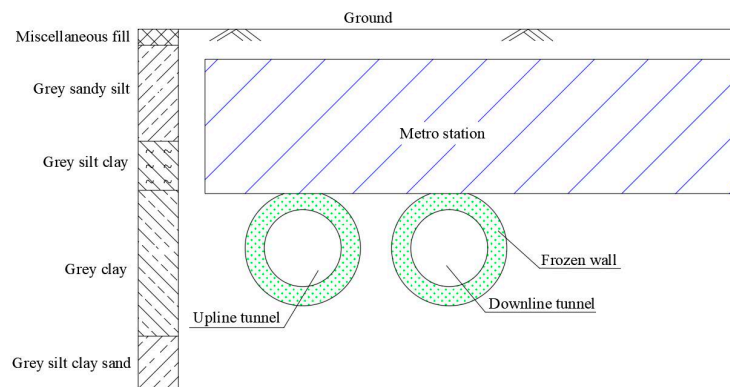 Ground
Miscellaneous fill
Grey sandy silt
Metro station
Grey silt clay
Frozen wall
Grey clay
Downline tunnel
Upline tunnel
Grey silt clay sand